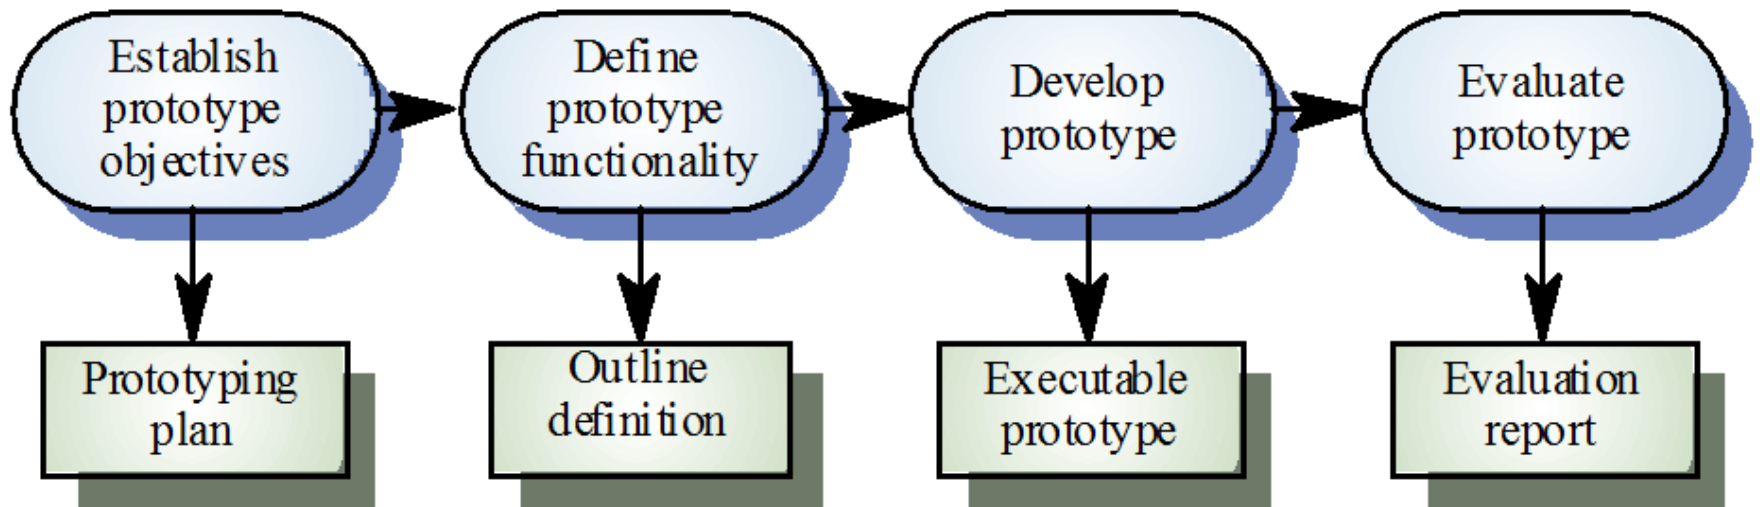 Establish
prototype
objectives
Define
prototype
functionality
Develop
prototype
Evaluate
prototype
Prototyping
plan
Outline
definition
Executable
prototype
Evaluation
report